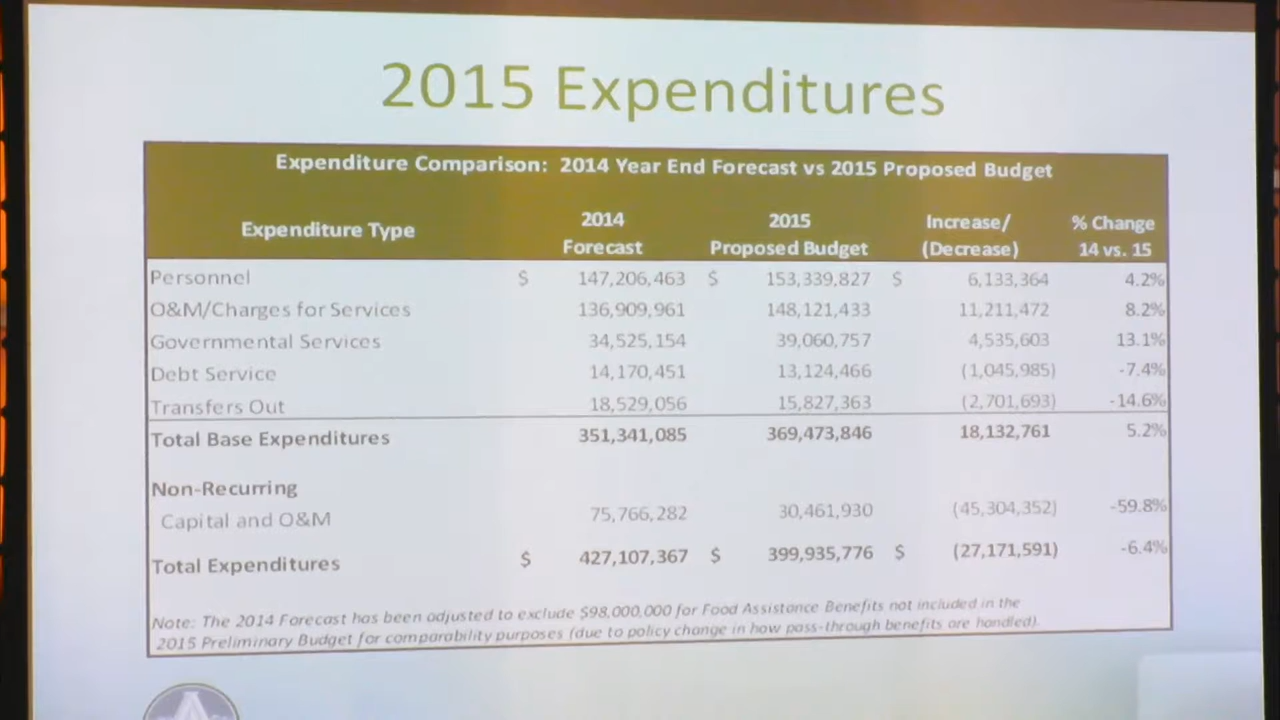 2015 Expenditures
Expenditure Comparison: 2014 Year End Forecast vs 2015 Proposed Budget
Expenditure Type 2014 Forecast 2015 Proposed Budget Increase/ (Decrease) % Change 14 vs. 15
Personnel $ 147,206,463 $ 153,339,827 $ 6,133,364 4.2%
O&M/Charges for Services 136,909,961 148,121,433 11,211,472 8.2%
Governmental Services 34,525,154 39,060,757 4,535,603 13.1%
Debt Service 14,170,451 13,124,466 (1,045,985) -7.4%
Transfers Out 18,529,056 15,827,363 (2,701,693) -14.6%
Total Base Expenditures 351,341,085 369,473,846 18,132,761 5.2%
Non-Recurring
Capital and O&M 75,766,282 30,461,930 (45,304,352) -59.8%
Total Expenditures $ 427,107,367 $ 399,935,776 $ (27,171,591) -6.4%
Note: The 2014 Forecast has been adjusted to exclude $98,000,000 for Food Assistance Benefits not included in the
2015 Preliminary Budget for comparability purposes (due to policy change in how pass-through benefits are handled).